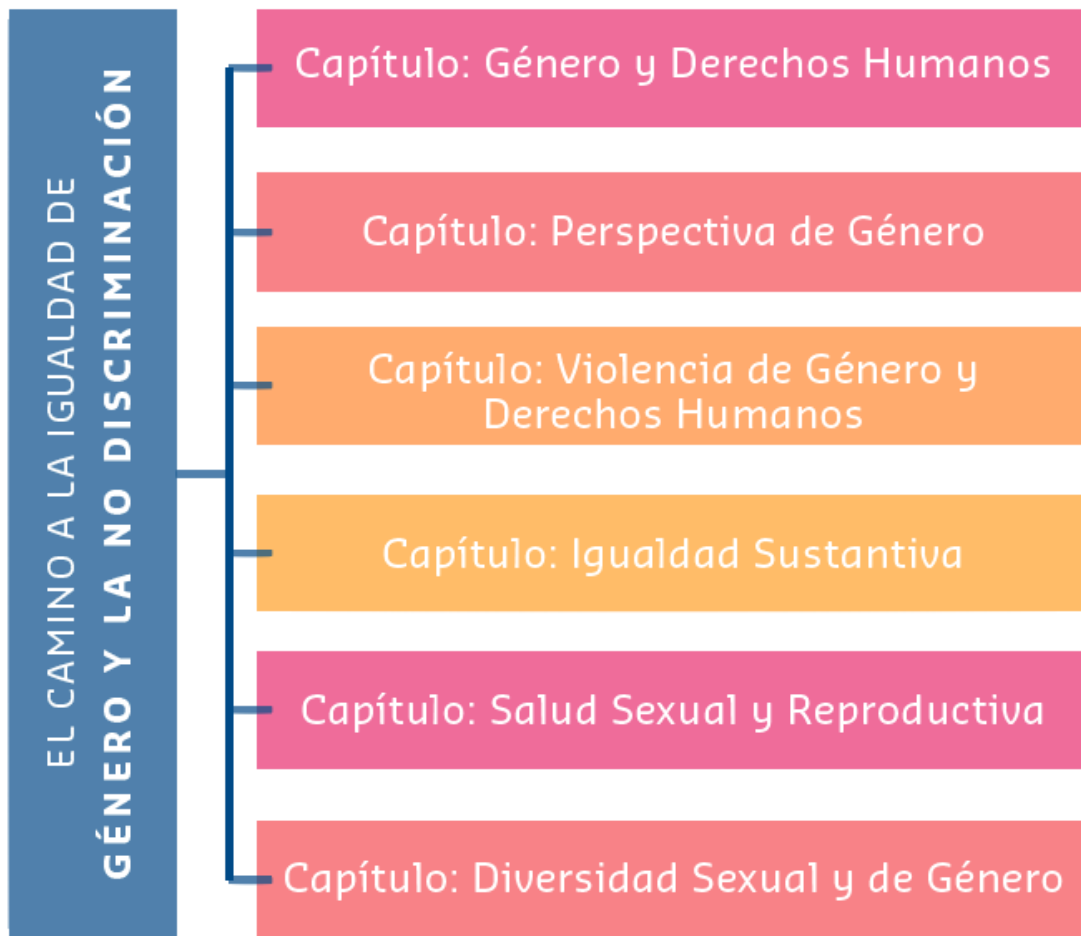 EL CAMINO A LA IGUALDAD DE
GÉNERO Y LA NO DISCRIMINACIÓN
Capítulo: Género y Derechos Humanos
Capítulo: Perspectiva de Género
Capítulo: Violencia de Género y
Derechos Humanos
Capítulo: Igualdad Sustantiva
Capítulo: Salud Sexual y Reproductiva
Capítulo: Diversidad Sexual y de Género